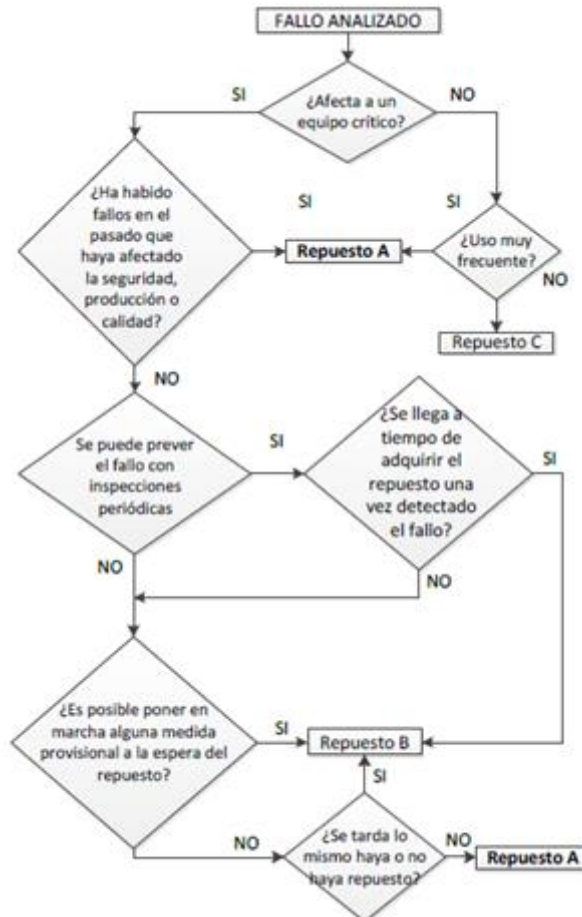 FALLO ANALIZADO
SI
¿Afecta a un
equipo crítico?
NO
¿Ha habido
fallos en el
pasado que
haya afectado
la seguridad,
producción o
calidad?
SI
Repuesto A
SI
¿Uso muy
frecuente?
NO
Repuesto C
NO
Se puede prever
el fallo con
inspecciones
periódicas
SI
¿Se llega a
tiempo de
adquirir el
repuesto una
vez detectado
el fallo?
SI
NO
NO
¿Es posible poner en
marcha alguna medida
provisional a la espera del
repuesto?
SI
Repuesto B
SI
NO
¿Se tarda lo
mismo haya o no
haya repuesto?
NO
Repuesto A